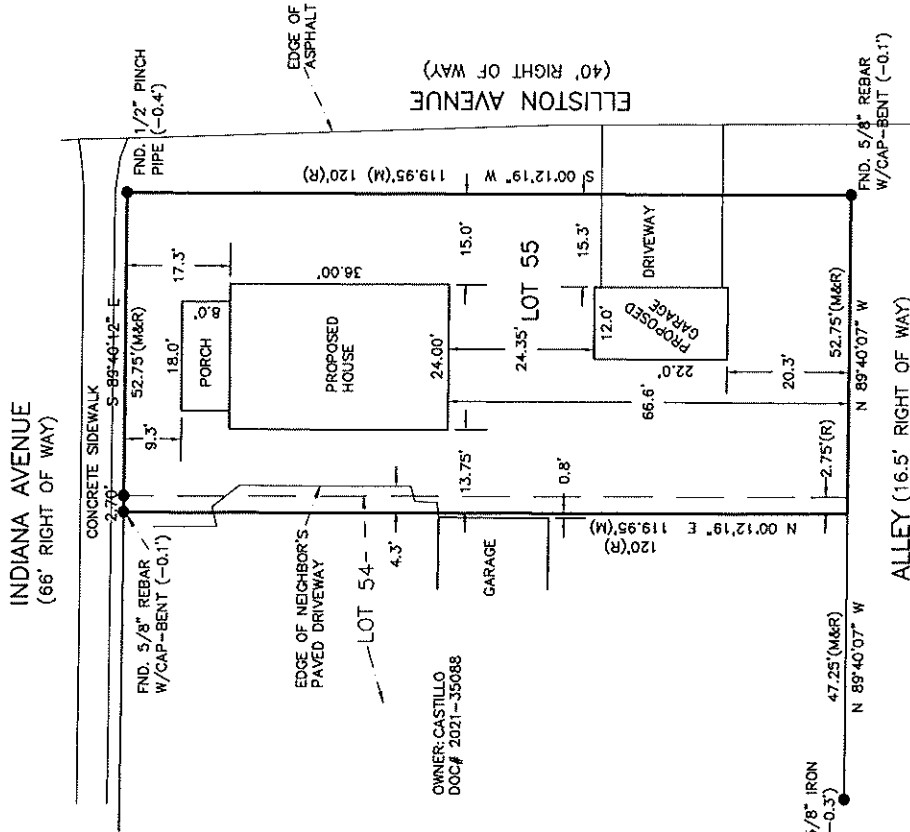 INDIANA AVENUE
(66' RIGHT OF WAY)
CONCRETE SIDEWALK
2.70'
S 89°40'12" E
52.75'(M&R)
FND. 5/8" REBAR
W/CAP-BENT (-0.1')
FND. 1/2" PINCH
PIPE (-0.4')
EDGE OF
ASPHALT
ELLISTON AVENUE
(40' RIGHT OF WAY)
S 00°12'19" W
119.95'(M) 120'(R)
9.3'
18.0'
8.0'
PORCH
17.3'
36.00'
PROPOSED
HOUSE
24.00'
15.0'
13.75'
4.3'
EDGE OF NEIGHBOR'S
PAVED DRIVEWAY
LOT 54
OWNER: CASTILLO
DOC# 2021-35088
GARAGE
0.8'
N 00°12'19" E 119.95'(M)
120'(R)
LOT 55
24.35'
66.6'
15.3'
12.0'
22.0'
PROPOSED
GARAGE
DRIVEWAY
20.3'
2.75'(R)
52.75'(M&R)
N 89°40'07" W
FND. 5/8" REBAR
W/CAP-BENT (-0.1')
47.25'(M&R)
N 89°40'07" W
5/8" IRON
-0.3')
ALLEY (16.5' RIGHT OF WAY)